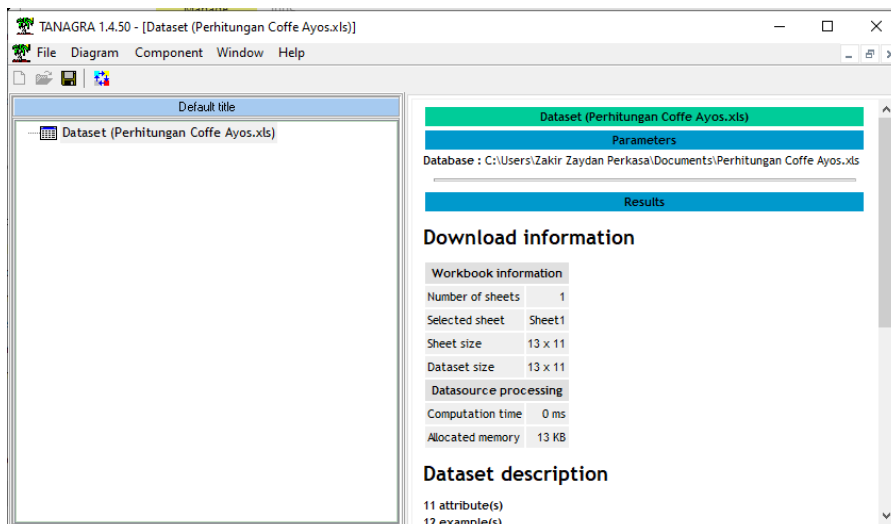 TANAGRA 1.4.50 - [Dataset (Perhitungan Coffe Ayos.xls)]
File Diagram Component Window Help
Default title
Dataset (Perhitungan Coffe Ayos.xls)
Dataset (Perhitungan Coffe Ayos.xls)
Parameters
Database : C:\Users\Zakir Zaydan Perkasa\Documents\Perhitungan Coffe Ayos.xls
Results
Download information
Workbook information
Number of sheets 1
Selected sheet Sheet1
Sheet size 13 x 11
Dataset size 13 x 11
Datasource processing
Computation time 0 ms
Allocated memory 13 KB
Dataset description
11 attribute(s)
12 example(s)